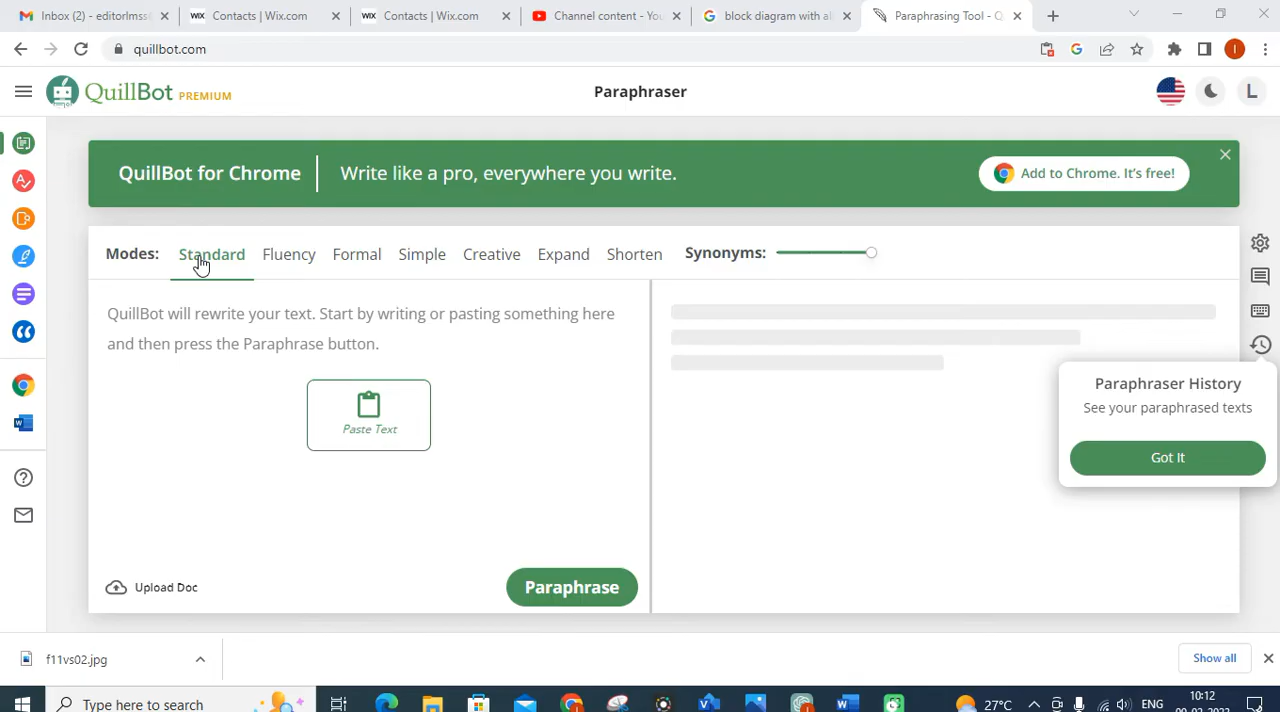 Inbox (2) - editorlmss
Contacts | Wix.com
Contacts | Wix.com
Channel content - You
block diagram with al
Paraphrasing Tool - Q
quillbot.com
QuillBot PREMIUM
Paraphraser
L
QuillBot for Chrome
Write like a pro, everywhere you write.
Add to Chrome. It's free!
Modes: Standard Fluency Formal Simple Creative Expand Shorten Synonyms:
QuillBot will rewrite your text. Start by writing or pasting something here
and then press the Paraphrase button.
Paste Text
Paraphraser History
See your paraphrased texts
Got It
Upload Doc
Paraphrase
f11vs02.jpg
Show all
Type here to search
27°C
ENG
10:12